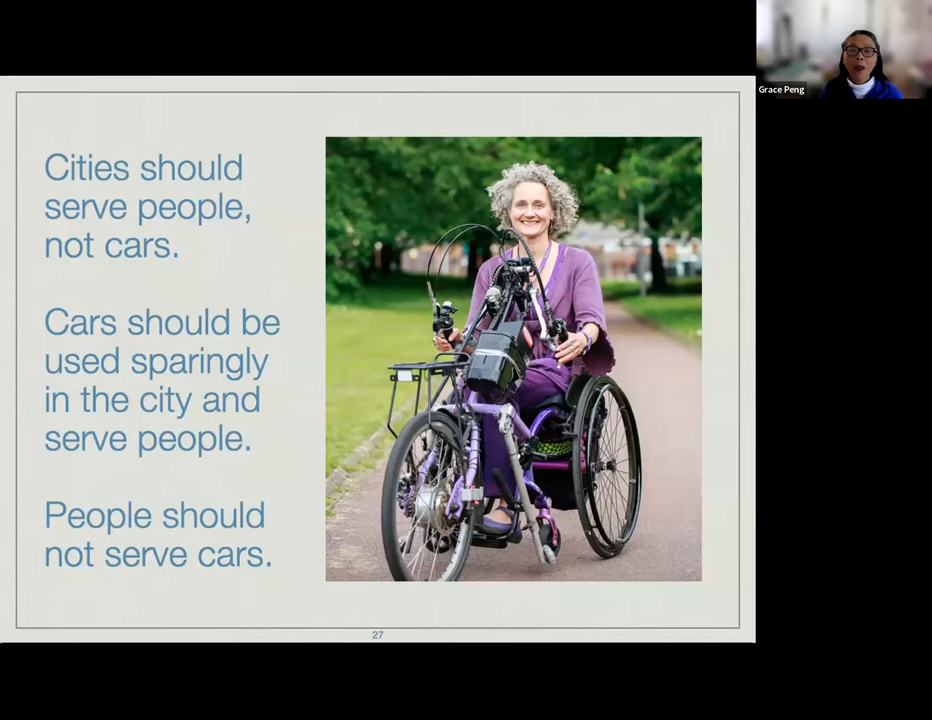 Grace Peng
Cities should
serve people,
not cars.
Cars should be
used sparingly
in the city and
serve people.
People should
not serve cars.
27